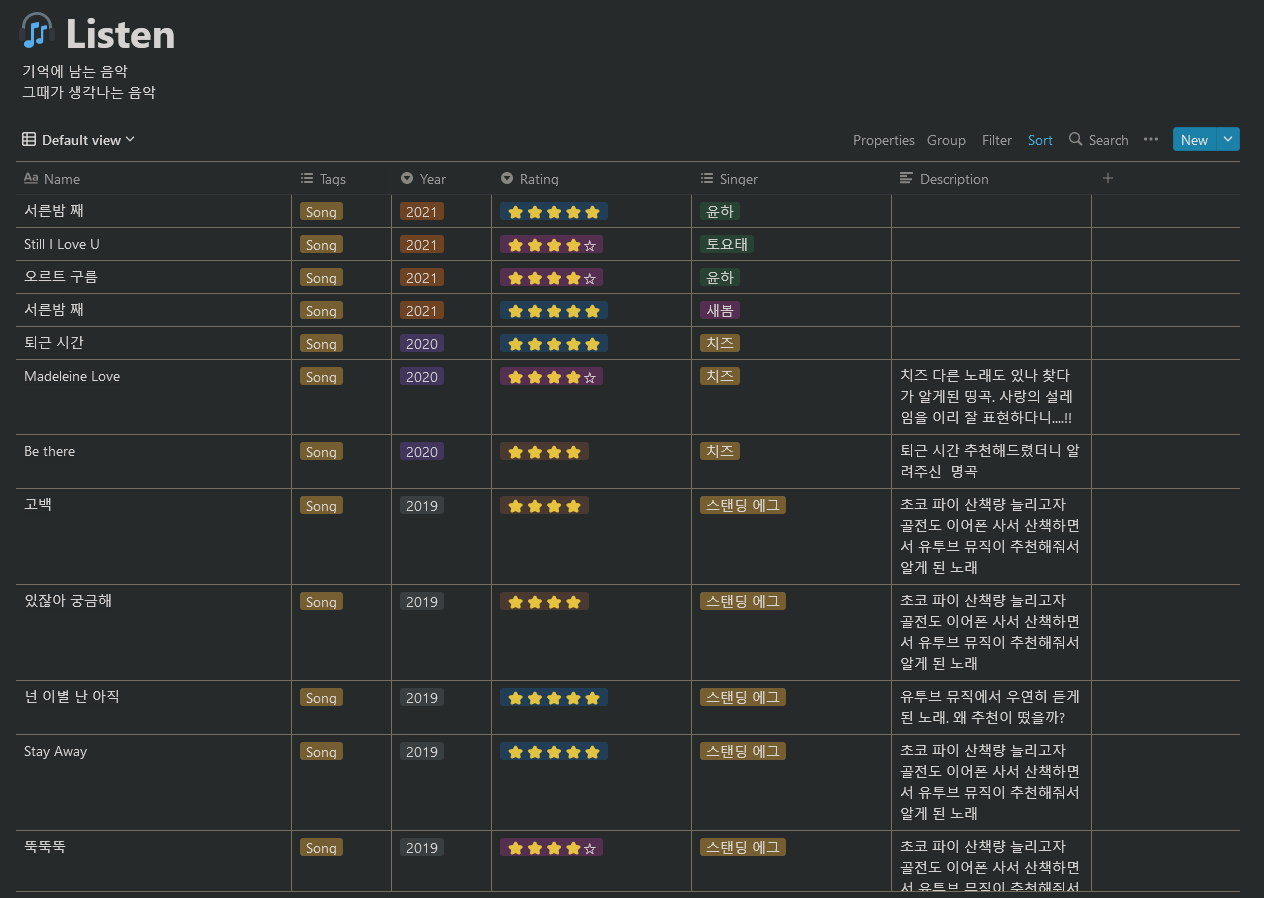 Listen
기억에 남는 음악
그때가 생각나는 음악
Default view
Properties Group Filter Sort Search New
Aa Name Tags Year Rating Singer Description
서른밤 째 Song 2021 ⭐⭐⭐⭐⭐ 윤하
Still I Love U Song 2021 ⭐⭐⭐⭐☆ 토요태
오르트 구름 Song 2021 ⭐⭐⭐⭐☆ 윤하
서른밤 째 Song 2021 ⭐⭐⭐⭐⭐ 새봄
퇴근 시간 Song 2020 ⭐⭐⭐⭐⭐ 치즈
Madeleine Love Song 2020 ⭐⭐⭐⭐☆ 치즈 치즈 다른 노래도 있나 찾다
가 알게된 띵곡. 사랑의 설레
임을 이리 잘 표현하다니....!!
Be there Song 2020 ⭐⭐⭐⭐ 치즈 퇴근 시간 추천해드렸더니 알
려주신 명곡
고백 Song 2019 ⭐⭐⭐⭐ 스탠딩 에그 초코 파이 산책량 늘리고자
골전도 이어폰 사서 산책하면
서 유투브 뮤직이 추천해줘서
알게 된 노래
있잖아 궁금해 Song 2019 ⭐⭐⭐⭐ 스탠딩 에그 초코 파이 산책량 늘리고자
골전도 이어폰 사서 산책하면
서 유투브 뮤직이 추천해줘서
알게 된 노래
넌 이별 난 아직 Song 2019 ⭐⭐⭐⭐⭐ 스탠딩 에그 유투브 뮤직에서 우연히 듣게
된 노래. 왜 추천이 떴을까?
Stay Away Song 2019 ⭐⭐⭐⭐⭐ 스탠딩 에그 초코 파이 산책량 늘리고자
골전도 이어폰 사서 산책하면
서 유투브 뮤직이 추천해줘서
알게 된 노래
뚝뚝뚝 Song 2019 ⭐⭐⭐⭐☆ 스탠딩 에그 초코 파이 산책량 늘리고자
골전도 이어폰 사서 산책하면
서 유투브 뮤직이 추천해줘서